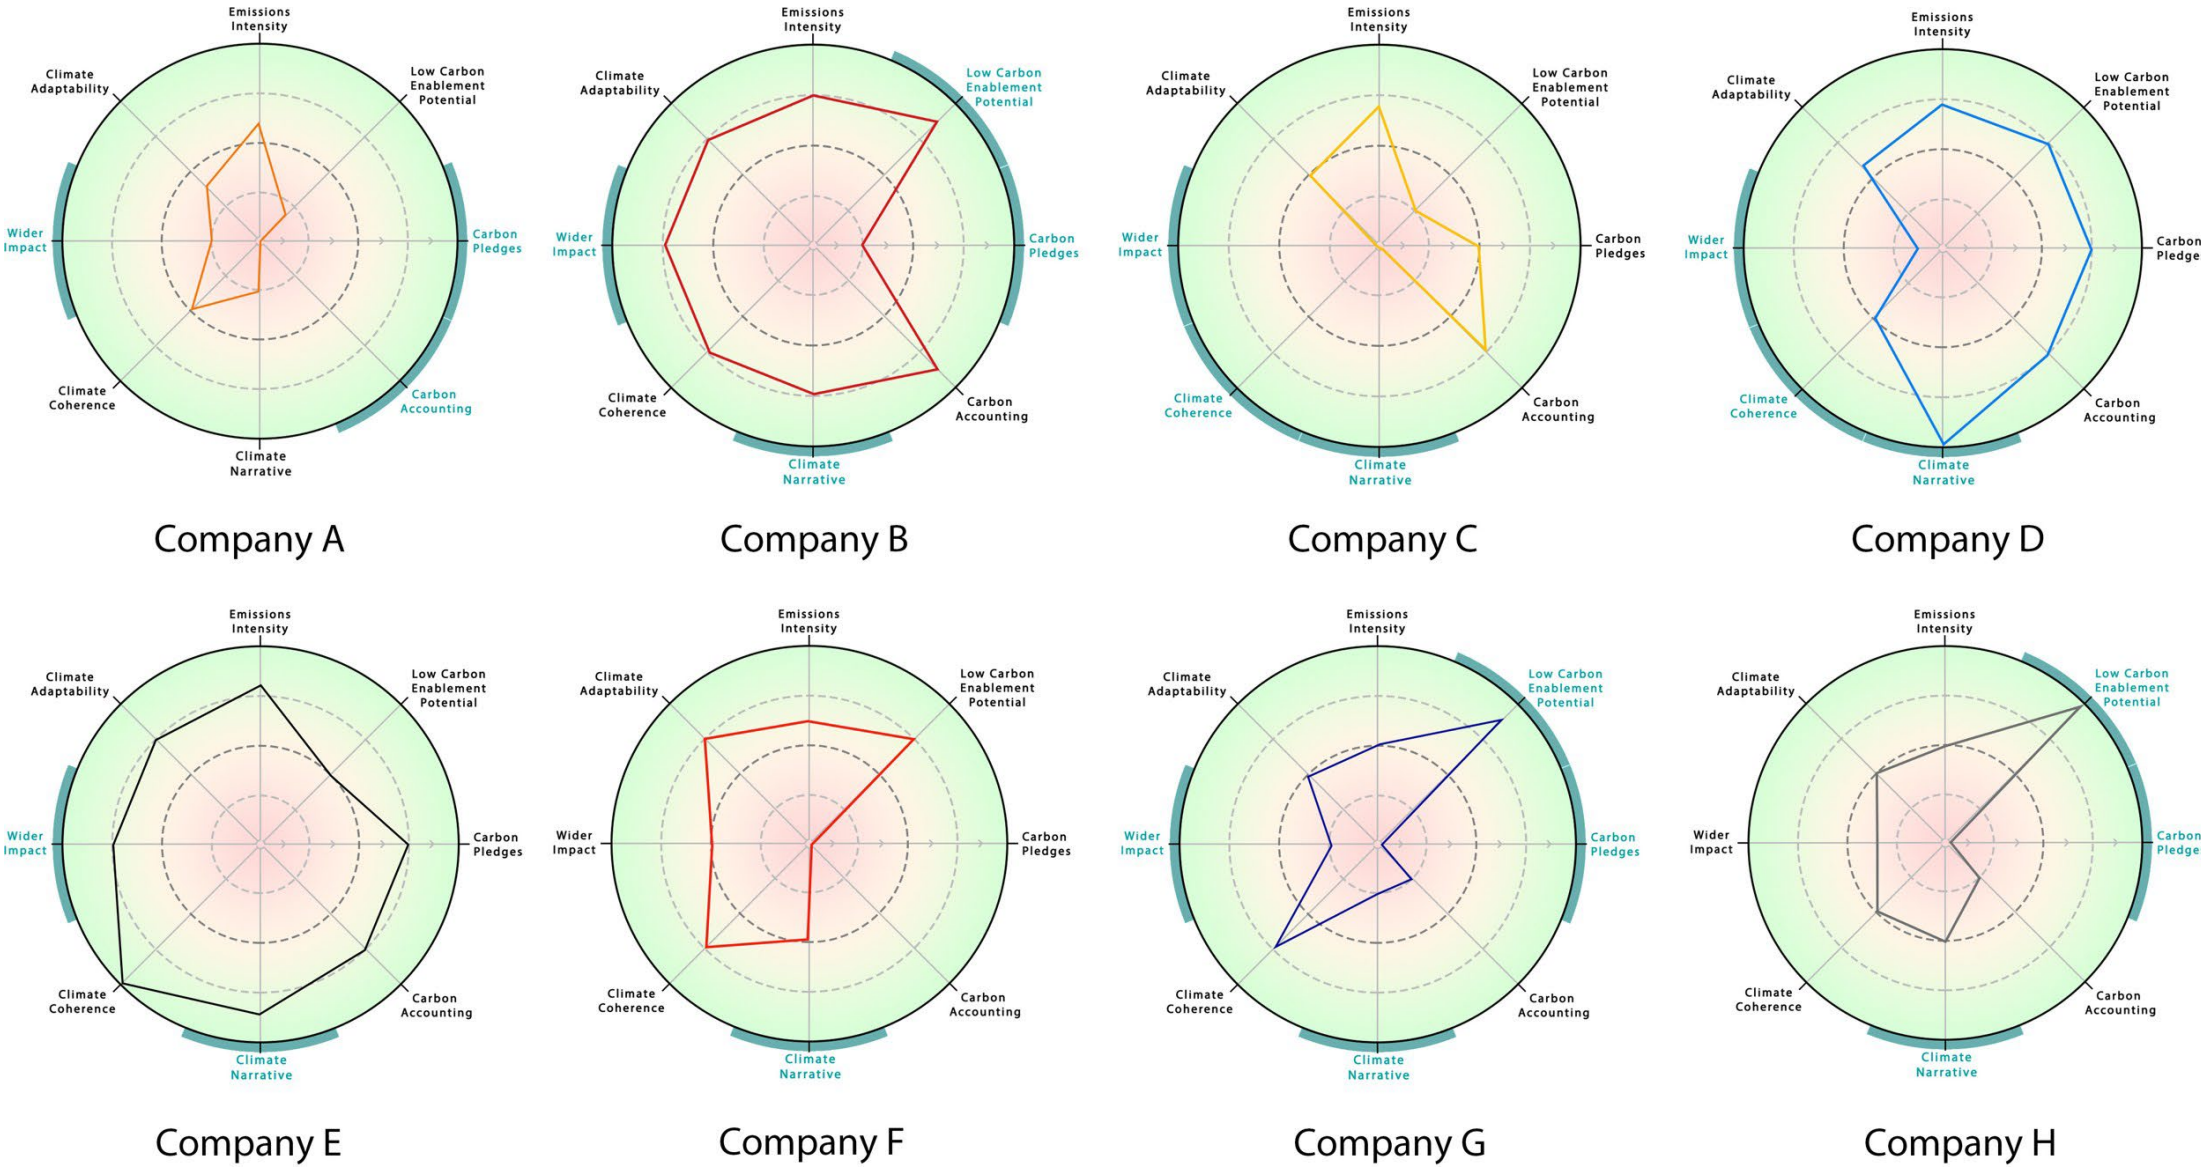 Emissions
Intensity
Low Carbon
Enablement
Potential
Climate
Adaptability
Wider
Impact
Carbon
Pledges
Climate
Coherence
Carbon
Accounting
Climate
Narrative
Company A
Emissions
Intensity
Low Carbon
Enablement
Potential
Climate
Adaptability
Wider
Impact
Carbon
Pledges
Climate
Coherence
Carbon
Accounting
Climate
Narrative
Company B
Emissions
Intensity
Low Carbon
Enablement
Potential
Climate
Adaptability
Wider
Impact
Carbon
Pledges
Climate
Coherence
Carbon
Accounting
Climate
Narrative
Company C
Emissions
Intensity
Low Carbon
Enablement
Potential
Climate
Adaptability
Wider
Impact
Carbon
Pledge
Climate
Coherence
Carbon
Accounting
Climate
Narrative
Company D
Emissions
Intensity
Low Carbon
Enablement
Potential
Climate
Adaptability
Wider
Impact
Carbon
Pledges
Climate
Coherence
Carbon
Accounting
Climate
Narrative
Company E
Emissions
Intensity
Low Carbon
Enablement
Potential
Climate
Adaptability
Wider
Impact
Carbon
Pledges
Climate
Coherence
Carbon
Accounting
Climate
Narrative
Company F
Emissions
Intensity
Low Carbon
Enablement
Potential
Climate
Adaptability
Wider
Impact
Carbon
Pledges
Climate
Coherence
Carbon
Accounting
Climate
Narrative
Company G
Emissions
Intensity
Low Carbon
Enablement
Potential
Climate
Adaptability
Wider
Impact
Carbon
Pledge
Climate
Coherence
Carbon
Accounting
Climate
Narrative
Company H